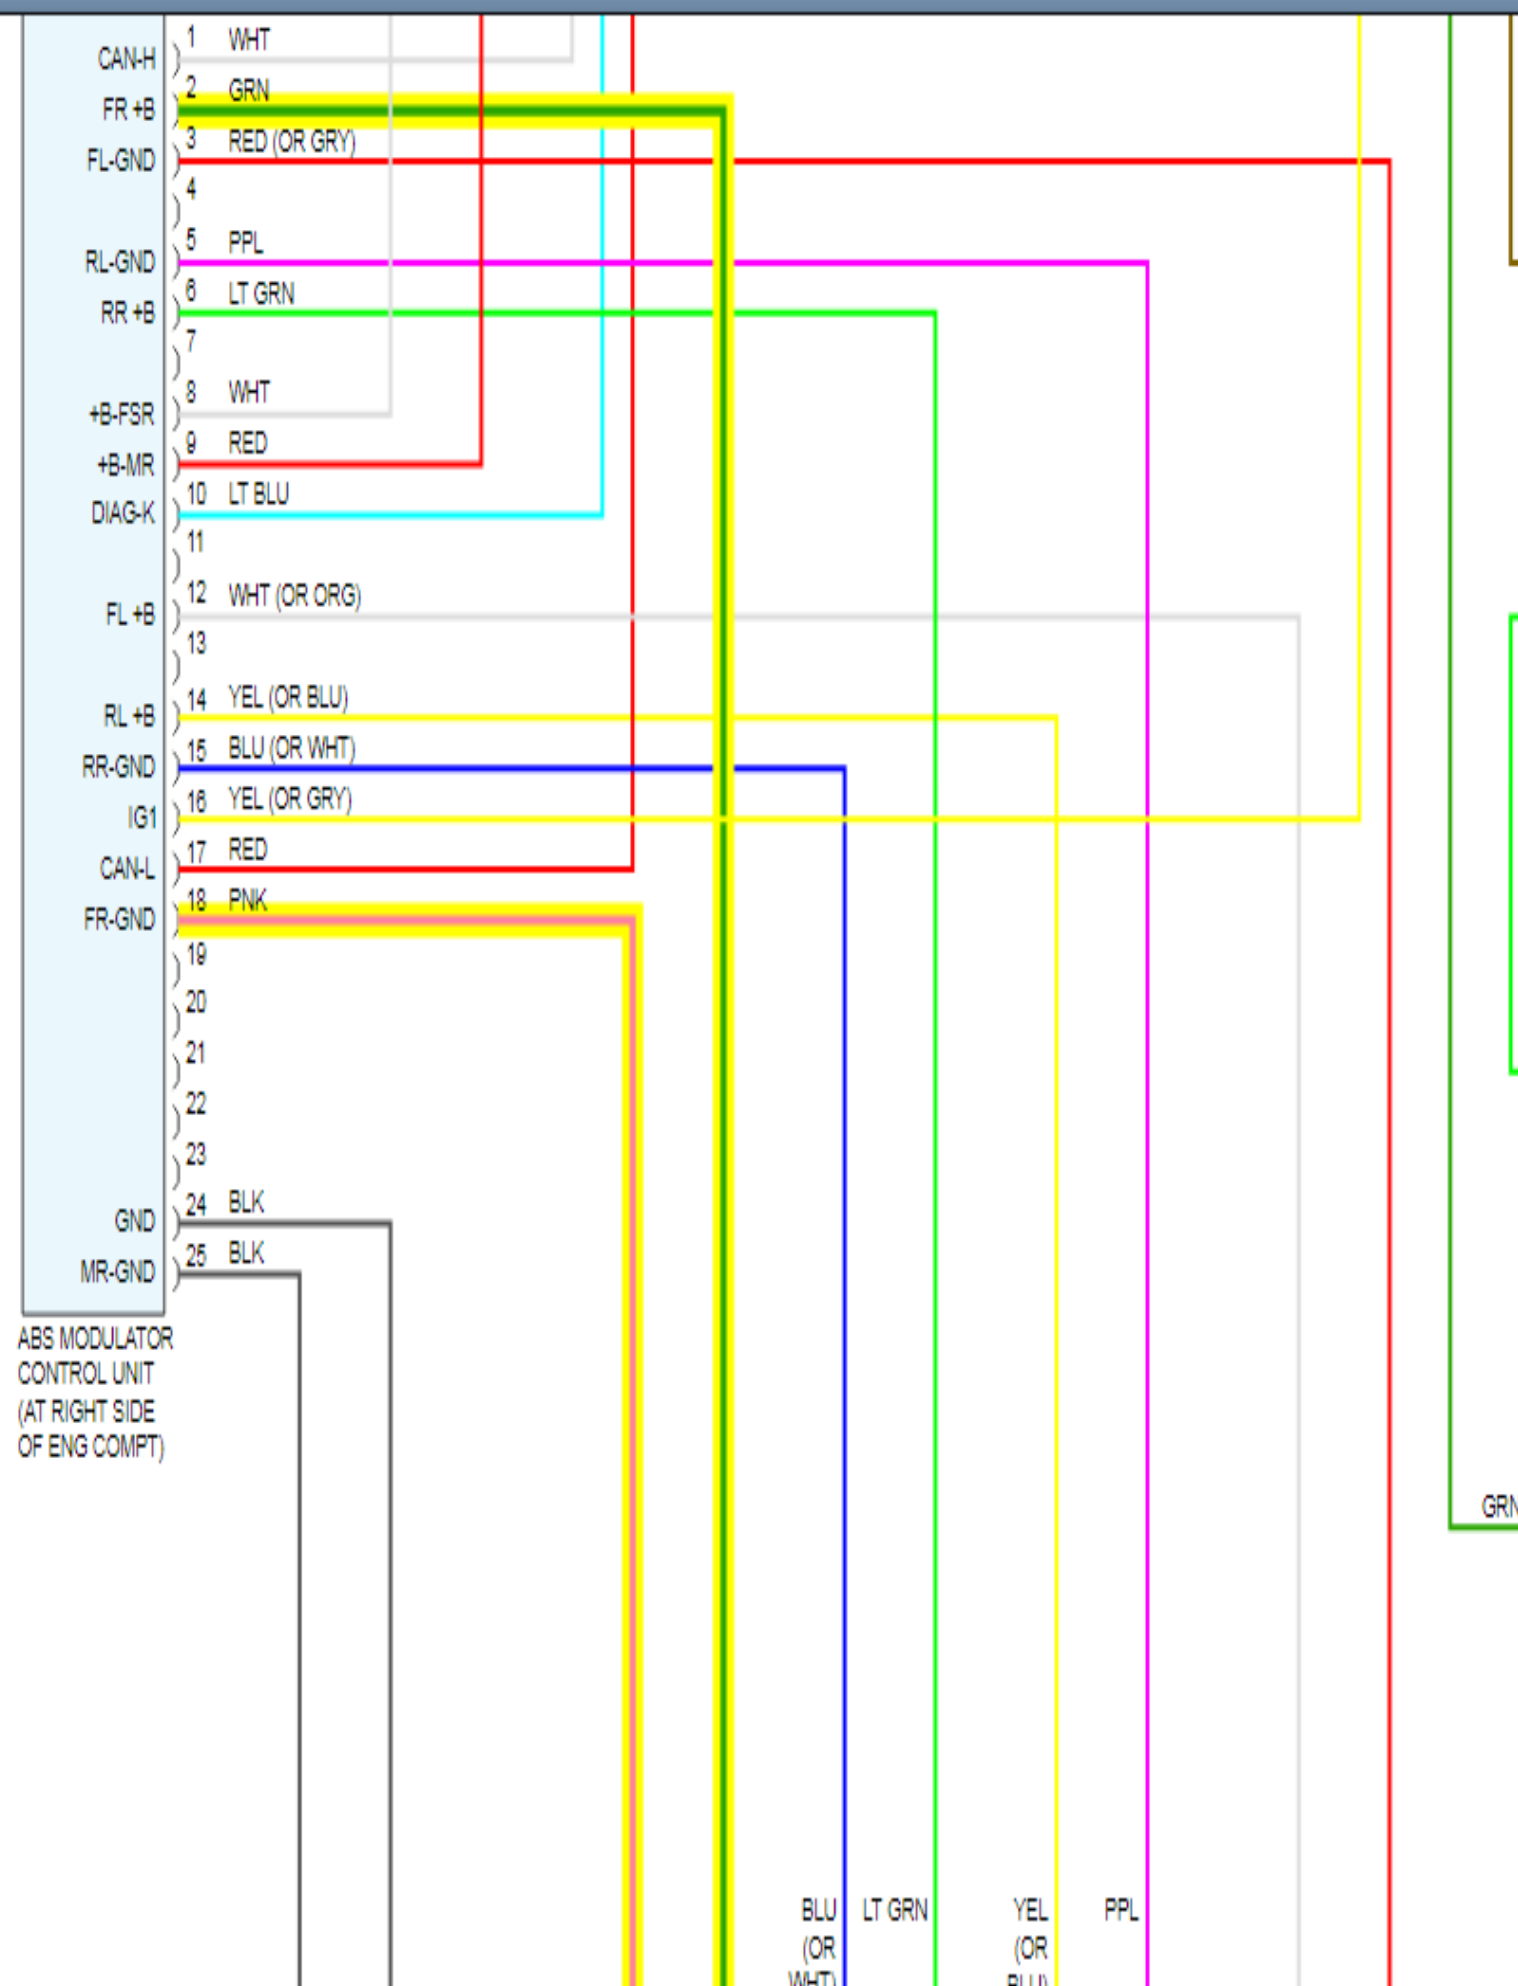 1 WHT
CAN-H
2 GRN
FR +B
3 RED (OR GRY)
FL-GND
4
5 PPL
RL-GND
6 LT GRN
RR +B
7
8 WHT
+B-FSR
9 RED
+B-MR
10 LT BLU
DIAG-K
11
12 WHT (OR ORG)
FL +B
13
14 YEL (OR BLU)
RL +B
15 BLU (OR WHT)
RR-GND
16 YEL (OR GRY)
IG1
17 RED
CAN-L
18 PNK
FR-GND
19
20
21
22
23
24 BLK
GND
25 BLK
MR-GND
ABS MODULATOR
CONTROL UNIT
(AT RIGHT SIDE
OF ENG COMPT)
GRN
BLU LT GRN YEL PPL
(OR (OR
WHT) BLU)